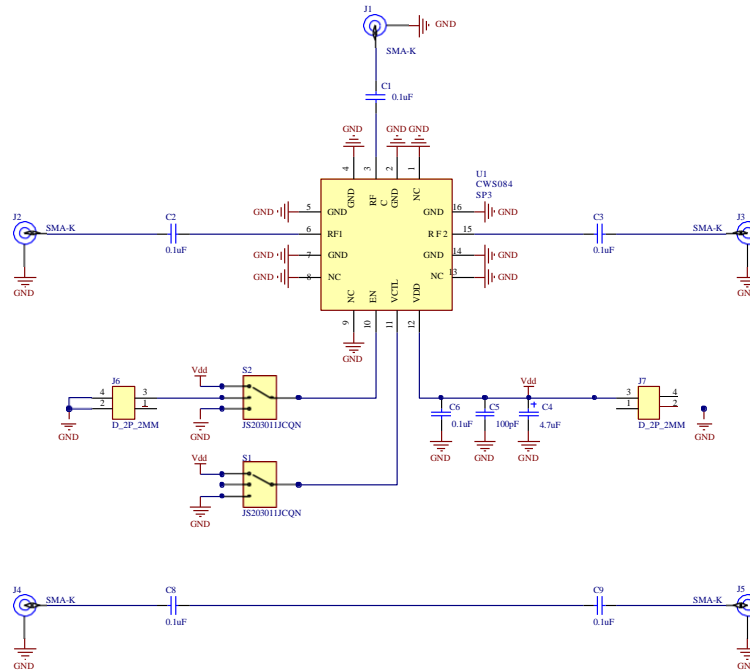 J1
GND
SMA-K
C1
0.1uF
GND
GND GND
4 3 2 1
GND RF C GND NC
U1
CWS084
SP3
GND 5 GND
GND 16 GND
J2
SMA-K
C2
0.1uF
6 RF1
RF2 15
C3
0.1uF
SMA-K
J3
GND 7 GND
GND 14 GND
GND 8 NC
NC 13 GND
GND
GND
NC EN VCTL VDD
9 10 11 12
GND
J6
4 3
2 1
D_2P_2MM
GND
Vdd
S2
GND
JS203011JCQN
C6
0.1uF
GND
C5
100pF
GND
Vdd
+
C4
4.7uF
GND
J7
3 4
1 2
D_2P_2MM
GND
Vdd
S1
GND
JS203011JCQN
J4
SMA-K
C8
0.1uF
C9
0.1uF
SMA-K
J5
GND
GND